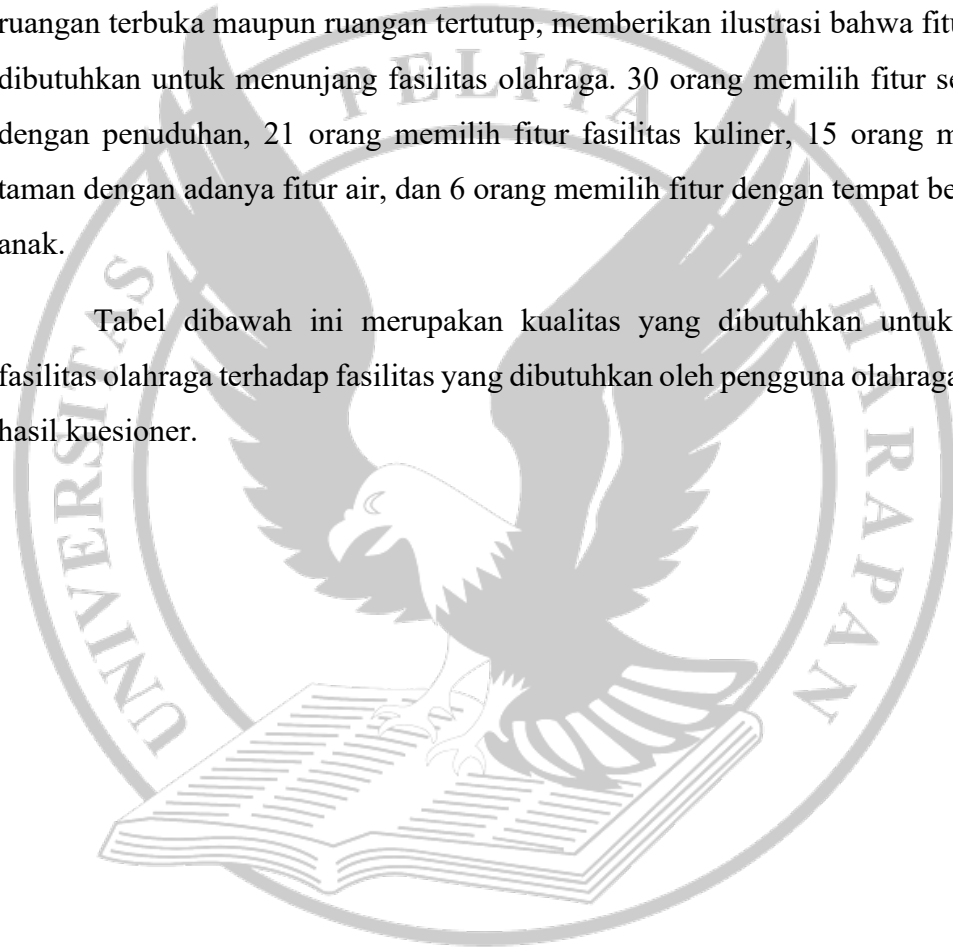 ruangan terbuka maupun ruangan tertutup, memberikan ilustrasi bahwa
dibutuhkan untuk menunjang fasilitas olahraga. 30 orang memilih fitur
dengan penuduhan, 21 orang memilih fitur fasilitas kuliner, 15 orang
taman dengan adanya fitur air, dan 6 orang memilih fitur dengan tempat
anak.
Tabel dibawah ini merupakan kualitas yang dibutuhkan untuk
fasilitas olahraga terhadap fasilitas yang dibutuhkan oleh pengguna olahraga
hasil kuesioner.
UNIVERSITAS PELITA HARAPAN